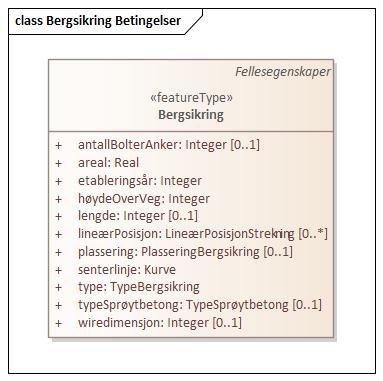 class Bergsikring Betingelser
Fellesegenskaper
«featureType»
Bergsikring
+ antallBolterAnker: Integer [0..1]
+ areal: Real
+ etableringsår: Integer
+ høydeOverVeg: Integer
+ lengde: Integer [0..1]
+ lineærPosisjon: LineærPosisjonStrekning [0..*]
+ plassering: PlasseringBergsikring [0..1]
+ senterlinje: Kurve
+ type: TypeBergsikring
+ typeSprøytbetong: TypeSprøytbetong [0..1]
+ wiredimensjon: Integer [0..1]